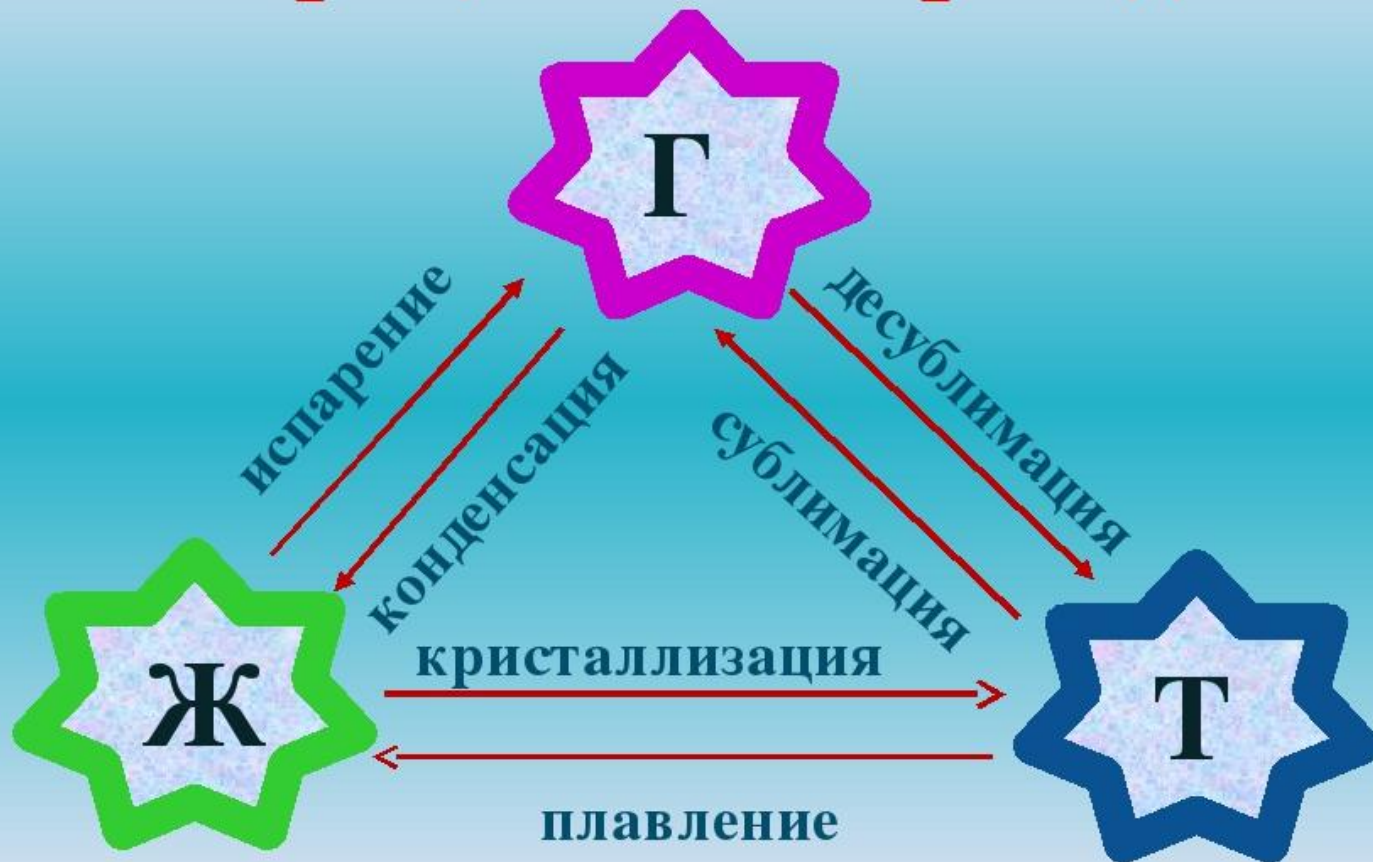 Г
испарение
конденсация
сублимация
десублимация
Ж
кристаллизация
Т
плавление